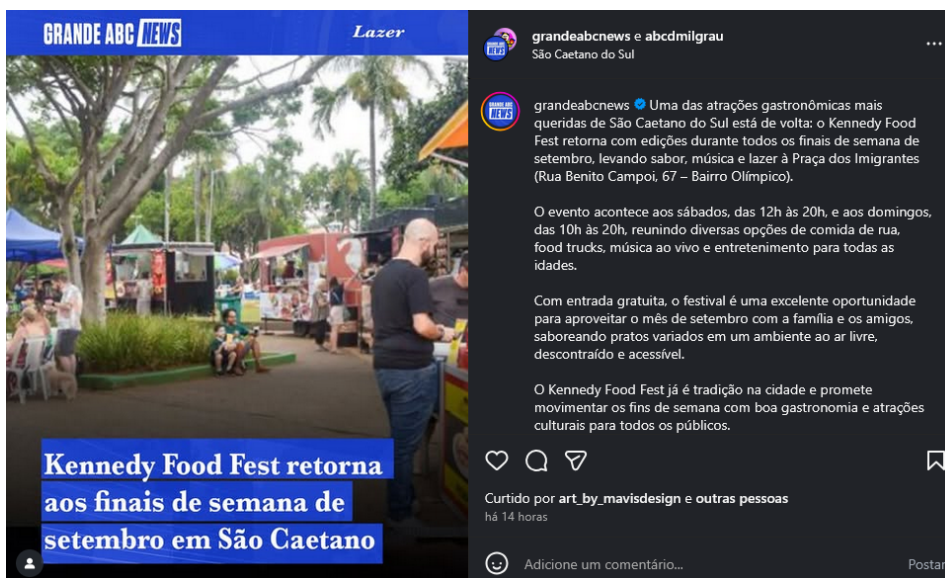 GRANDE ABC NEWS
Lazer
Kennedy Food Fest retorna
aos finais de semana de
setembro em São Caetano
grandeabcnews e abcdmilgrau
São Caetano do Sul
grandeabcnews Uma das atrações gastronômicas mais
queridas de São Caetano do Sul está de volta: o Kennedy Food
Fest retorna com edições durante todos os finais de semana de
setembro, levando sabor, música e lazer à Praça dos Imigrantes
(Rua Benito Campoi, 67 – Bairro Olímpico).
O evento acontece aos sábados, das 12h às 20h, e aos domingos,
das 10h às 20h, reunindo diversas opções de comida de rua,
food trucks, música ao vivo e entretenimento para todas as
idades.
Com entrada gratuita, o festival é uma excelente oportunidade
para aproveitar o mês de setembro com a família e os amigos,
saboreando pratos variados em um ambiente ao ar livre,
descontraído e acessível.
O Kennedy Food Fest já é tradição na cidade e promete
movimentar os fins de semana com boa gastronomia e atrações
culturais para todos os públicos.
Curtido por art_by_mavisdesign e outras pessoas
há 14 horas
Adicione um comentário...
Postar